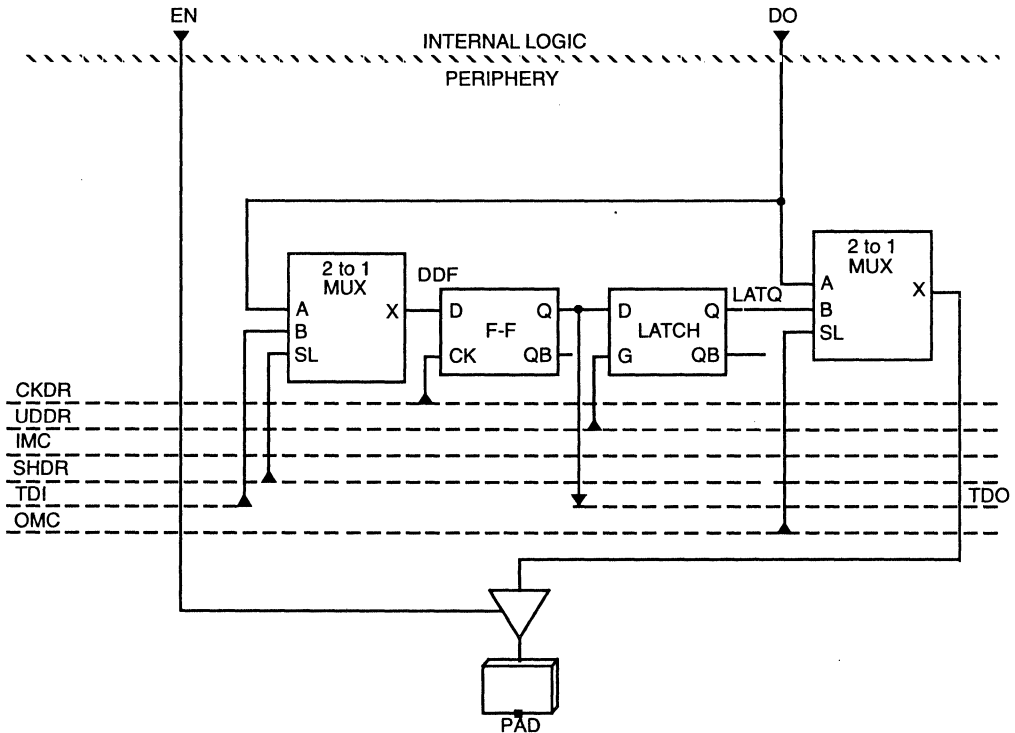 EN
DO
INTERNAL LOGIC
PERIPHERY
2 to 1
MUX
A
B
SL
X
DDF
D
Q
F-F
CK
QB
D
Q
LATCH
G
QB
LATQ
2 to 1
MUX
A
B
SL
X
CKDR
UDDR
IMC
SHDR
TDI
TDO
OMC
PAD